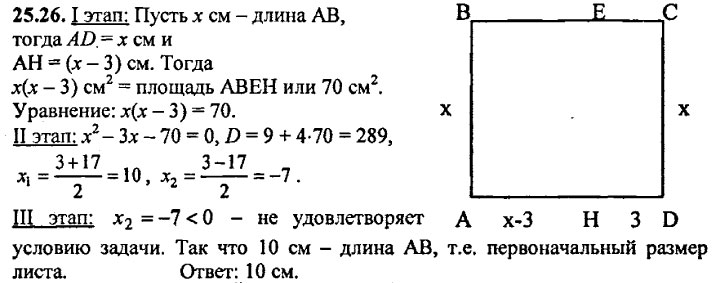 25.26. I этап: Пусть x см – длина AB,
тогда AD = x см и
AH = (x – 3) см. Тогда
x(x – 3) см² = площадь ABEH или 70 см².
Уравнение: x(x – 3) = 70.
II этап: x² – 3x – 70 = 0, D = 9 + 4·70 = 289,
x₁ = (3+17)/2 = 10, x₂ = (3–17)/2 = –7.
III этап: x₂ = –7 < 0 – не удовлетворяет
условию задачи. Так что 10 см – длина AB, т.е. первоначальный размер
листа. Ответ: 10 см.
B E C
x x
A x-3 H 3 D